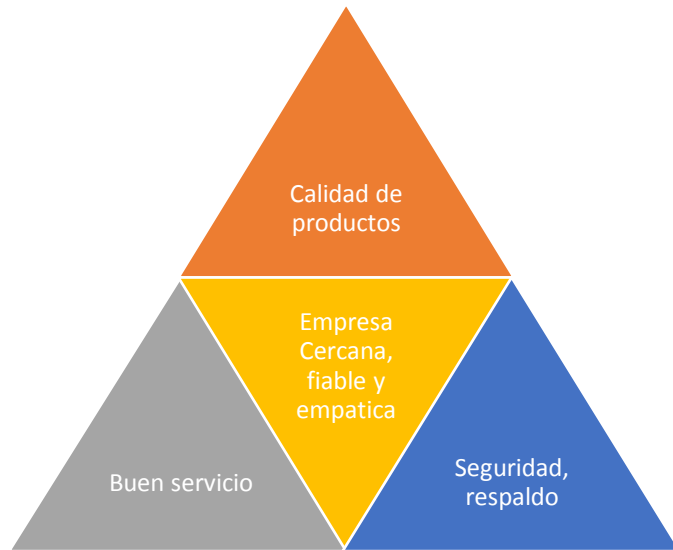 Calidad de
productos
Empresa
Cercana,
fiable y
empatica
Buen servicio
Seguridad,
respaldo